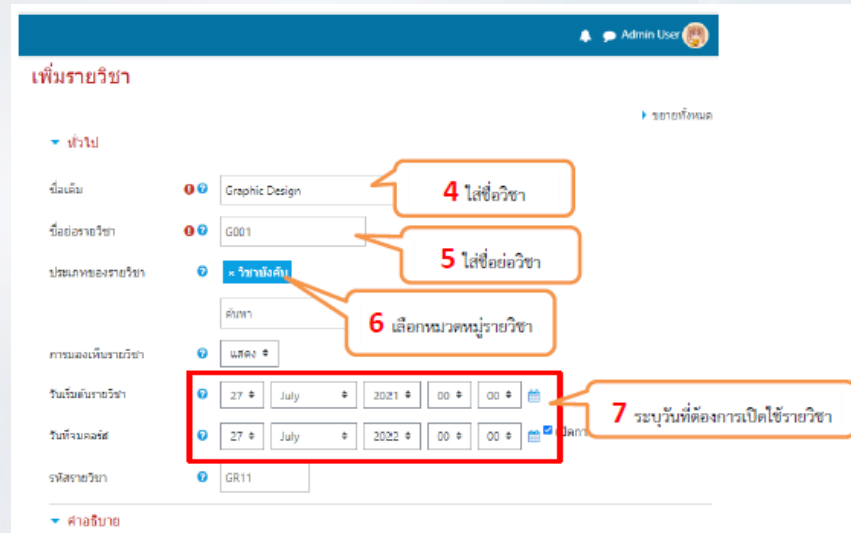 Admin User
เพิ่มรายวิชา
ขยายทั้งหมด
ทั่วไป
ชื่อเต็ม
Graphic Design
4 ใส่ชื่อวิชา
ชื่อย่อรายวิชา
G001
5 ใส่ชื่อย่อวิชา
ประเภทของรายวิชา
× วิชาบังคับ
ค้นหา
6 เลือกหมวดหมู่รายวิชา
การมองเห็นรายวิชา
แสดง
วันเริ่มต้นรายวิชา
27 July 2021 00 00
7 ระบุวันที่ต้องการเปิดใช้รายวิชา
วันที่จบคอร์ส
27 July 2022 00 00
รหัสรายวิชา
GR11
คำอธิบาย